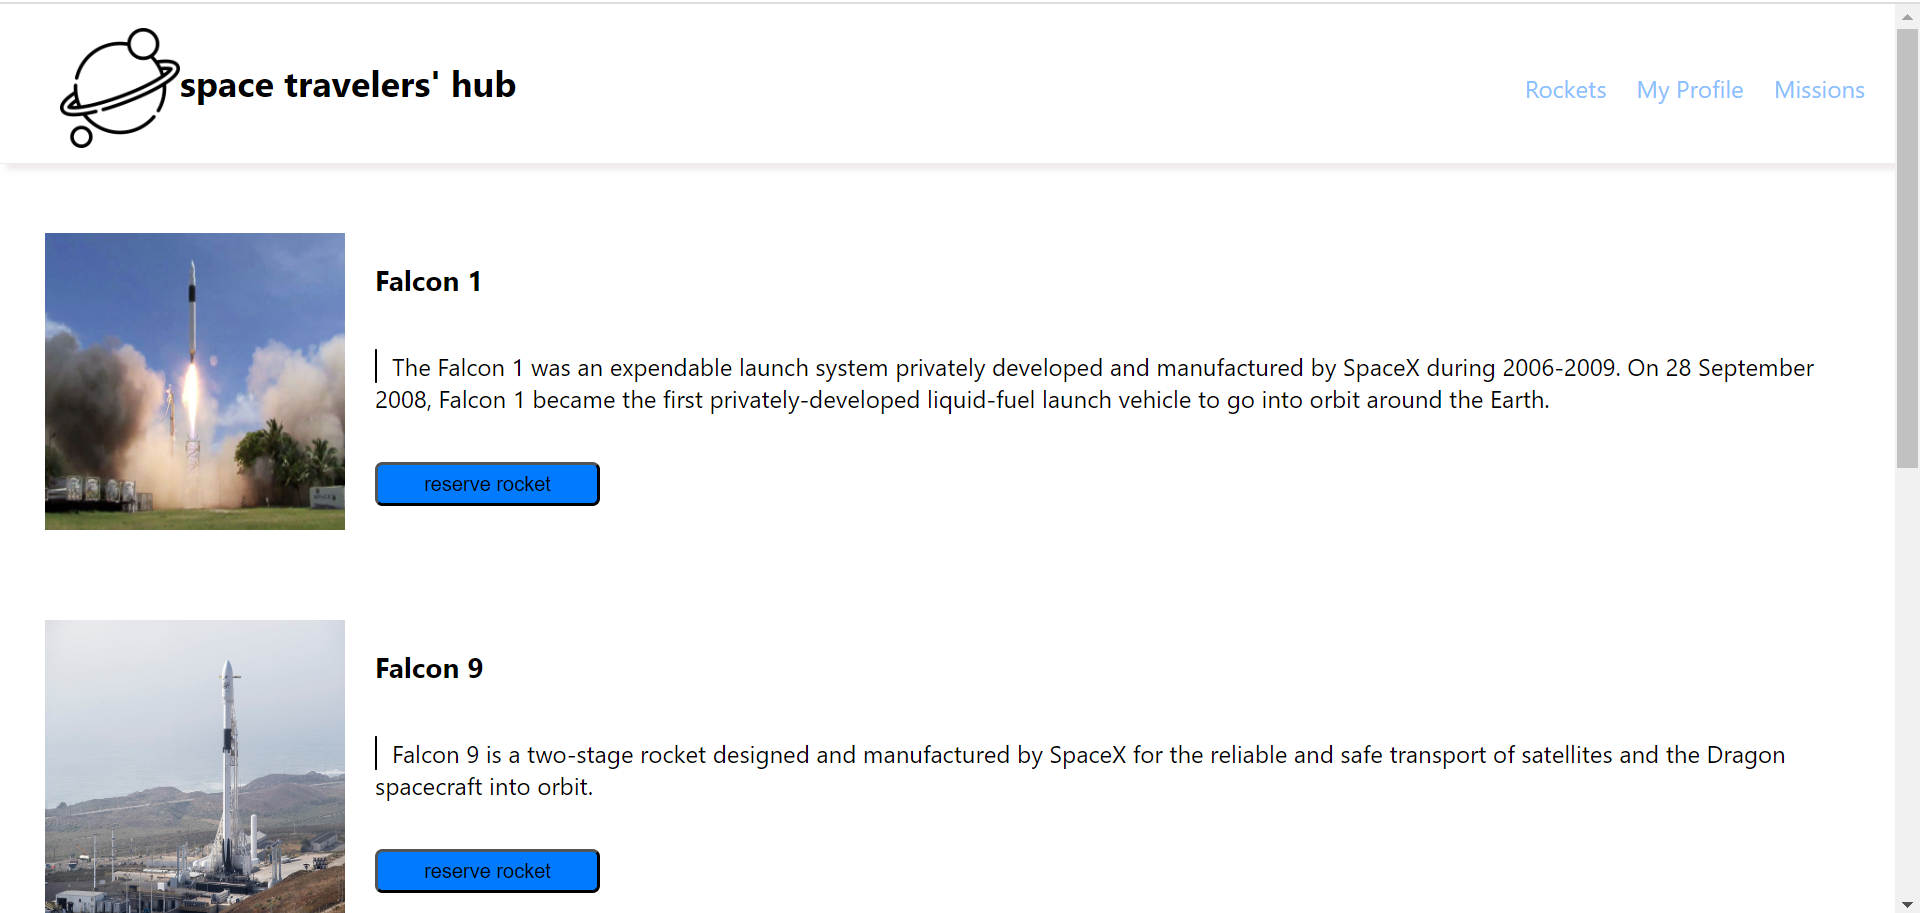 space travelers' hub
Rockets My Profile Missions
Falcon 1
The Falcon 1 was an expendable launch system privately developed and manufactured by SpaceX during 2006-2009. On 28 September
2008, Falcon 1 became the first privately-developed liquid-fuel launch vehicle to go into orbit around the Earth.
reserve rocket
Falcon 9
Falcon 9 is a two-stage rocket designed and manufactured by SpaceX for the reliable and safe transport of satellites and the Dragon
spacecraft into orbit.
reserve rocket